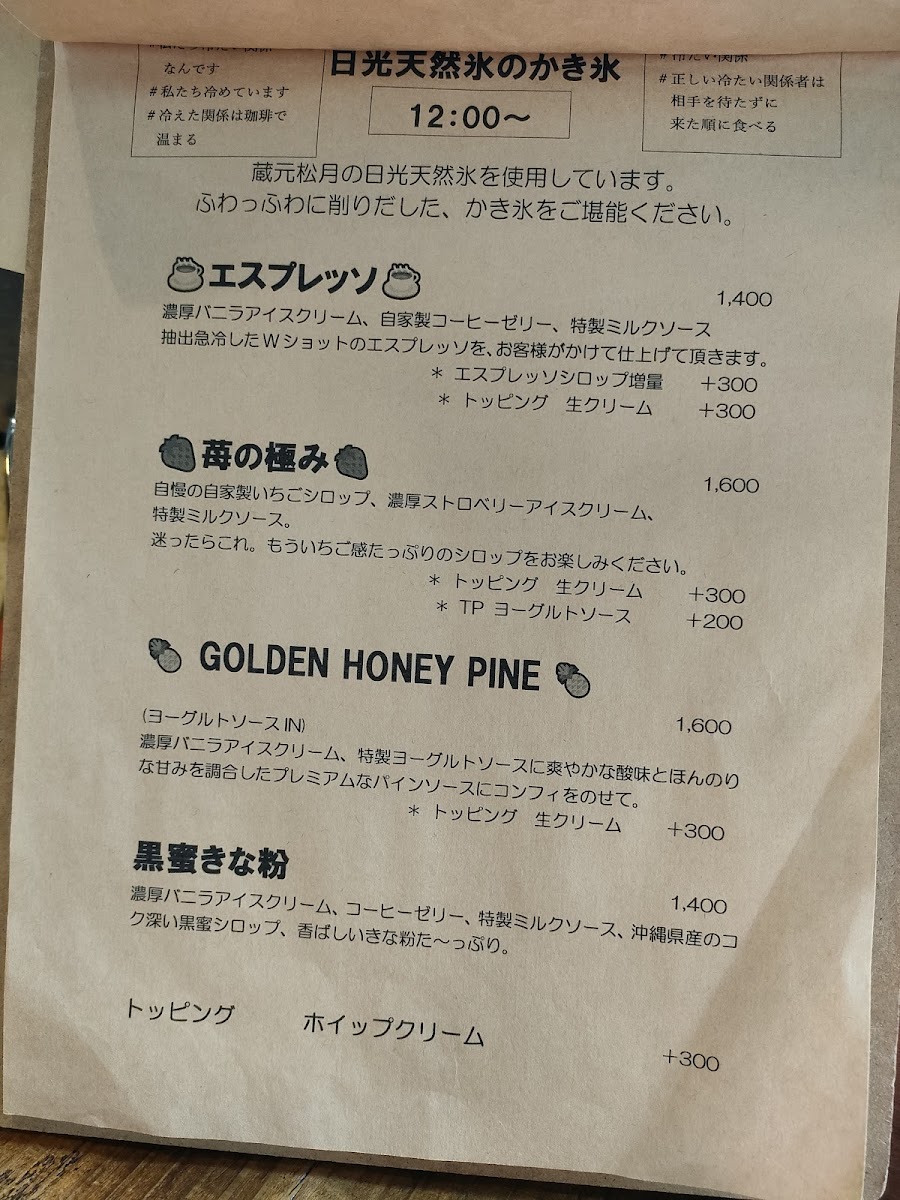 なんです
#私たち冷めています
#冷えた関係は珈琲で
温まる
日光天然氷のかき氷
12:00～
#冷たい関係
#正しい冷たい関係者は
相手を待たずに
来た順に食べる
蔵元松月の日光天然氷を使用しています。
ふわっふわに削りだした、かき氷をご堪能ください。
エスプレッソ
1,400
濃厚バニラアイスクリーム、自家製コーヒーゼリー、特製ミルクソース
抽出急冷したWショットのエスプレッソを、お客様がかけて仕上げて頂きます。
＊ エスプレッソシロップ増量 +300
＊ トッピング 生クリーム +300
苺の極み
1,600
自慢の自家製いちごシロップ、濃厚ストロベリーアイスクリーム、
特製ミルクソース。
迷ったらこれ。もういちご感たっぷりのシロップをお楽しみください。
＊ トッピング 生クリーム +300
＊ TP ヨーグルトソース +200
GOLDEN HONEY PINE
(ヨーグルトソースIN) 1,600
濃厚バニラアイスクリーム、特製ヨーグルトソースに爽やかな酸味とほんのり
な甘みを調合したプレミアムなパインソースにコンフィをのせて。
＊ トッピング 生クリーム +300
黒蜜きな粉
1,400
濃厚バニラアイスクリーム、コーヒーゼリー、特製ミルクソース、沖縄県産のコ
ク深い黒蜜シロップ、香ばしいきな粉た～っぷり。
トッピング ホイップクリーム
+300